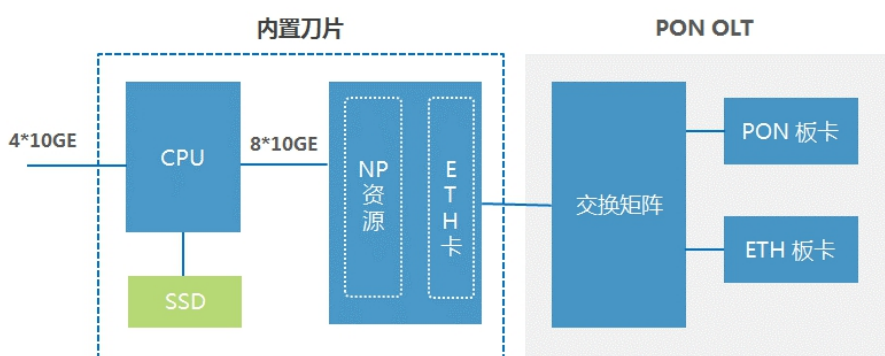 内置刀片
PON OLT
4*10GE
CPU
8*10GE
NP
资
源
E
T
H
卡
交换矩阵
PON 板卡
ETH 板卡
SSD